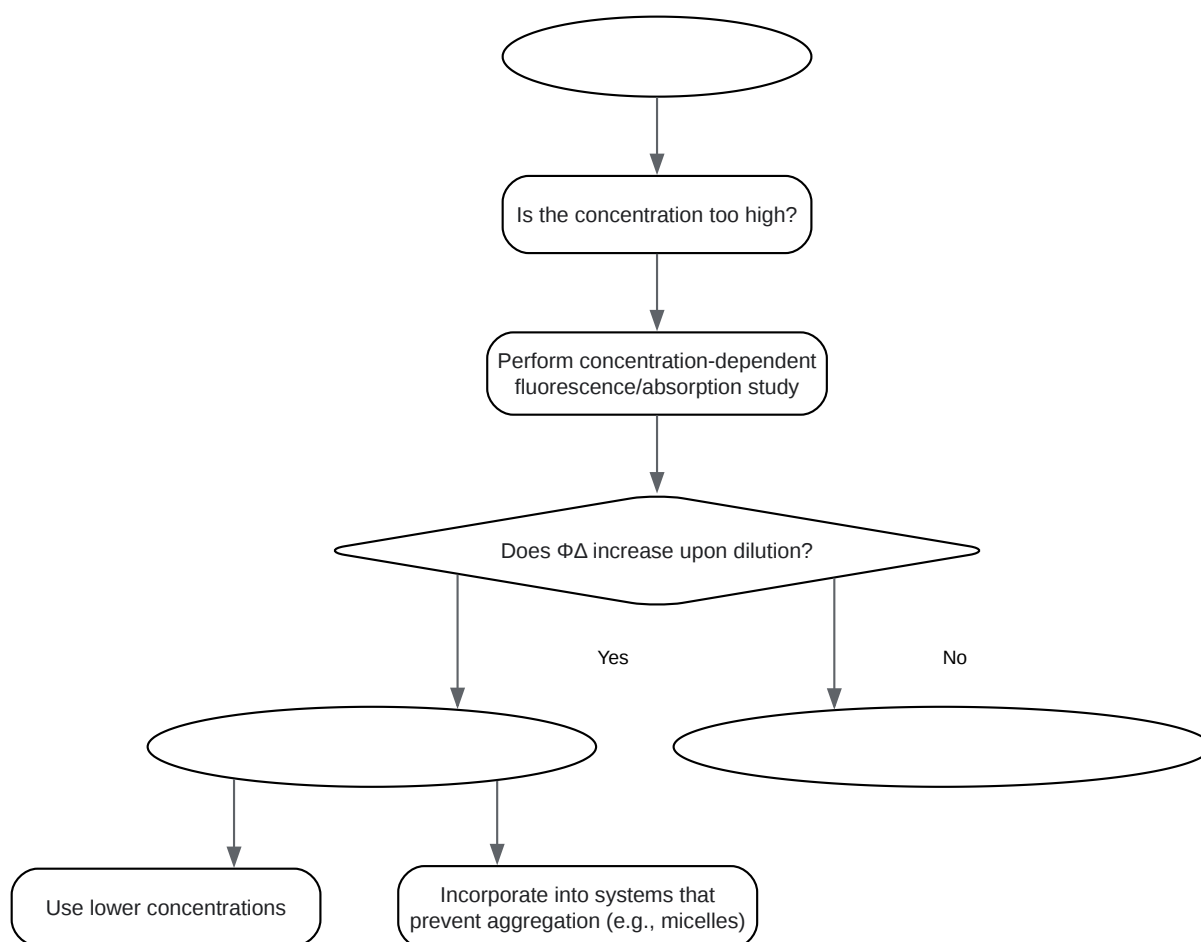 Is the concentration too high?
Perform concentration-dependent
fluorescence/absorption study
Does ΦΔ increase upon dilution?
Yes
No
Use lower concentrations
Incorporate into systems that
prevent aggregation (e.g., micelles)